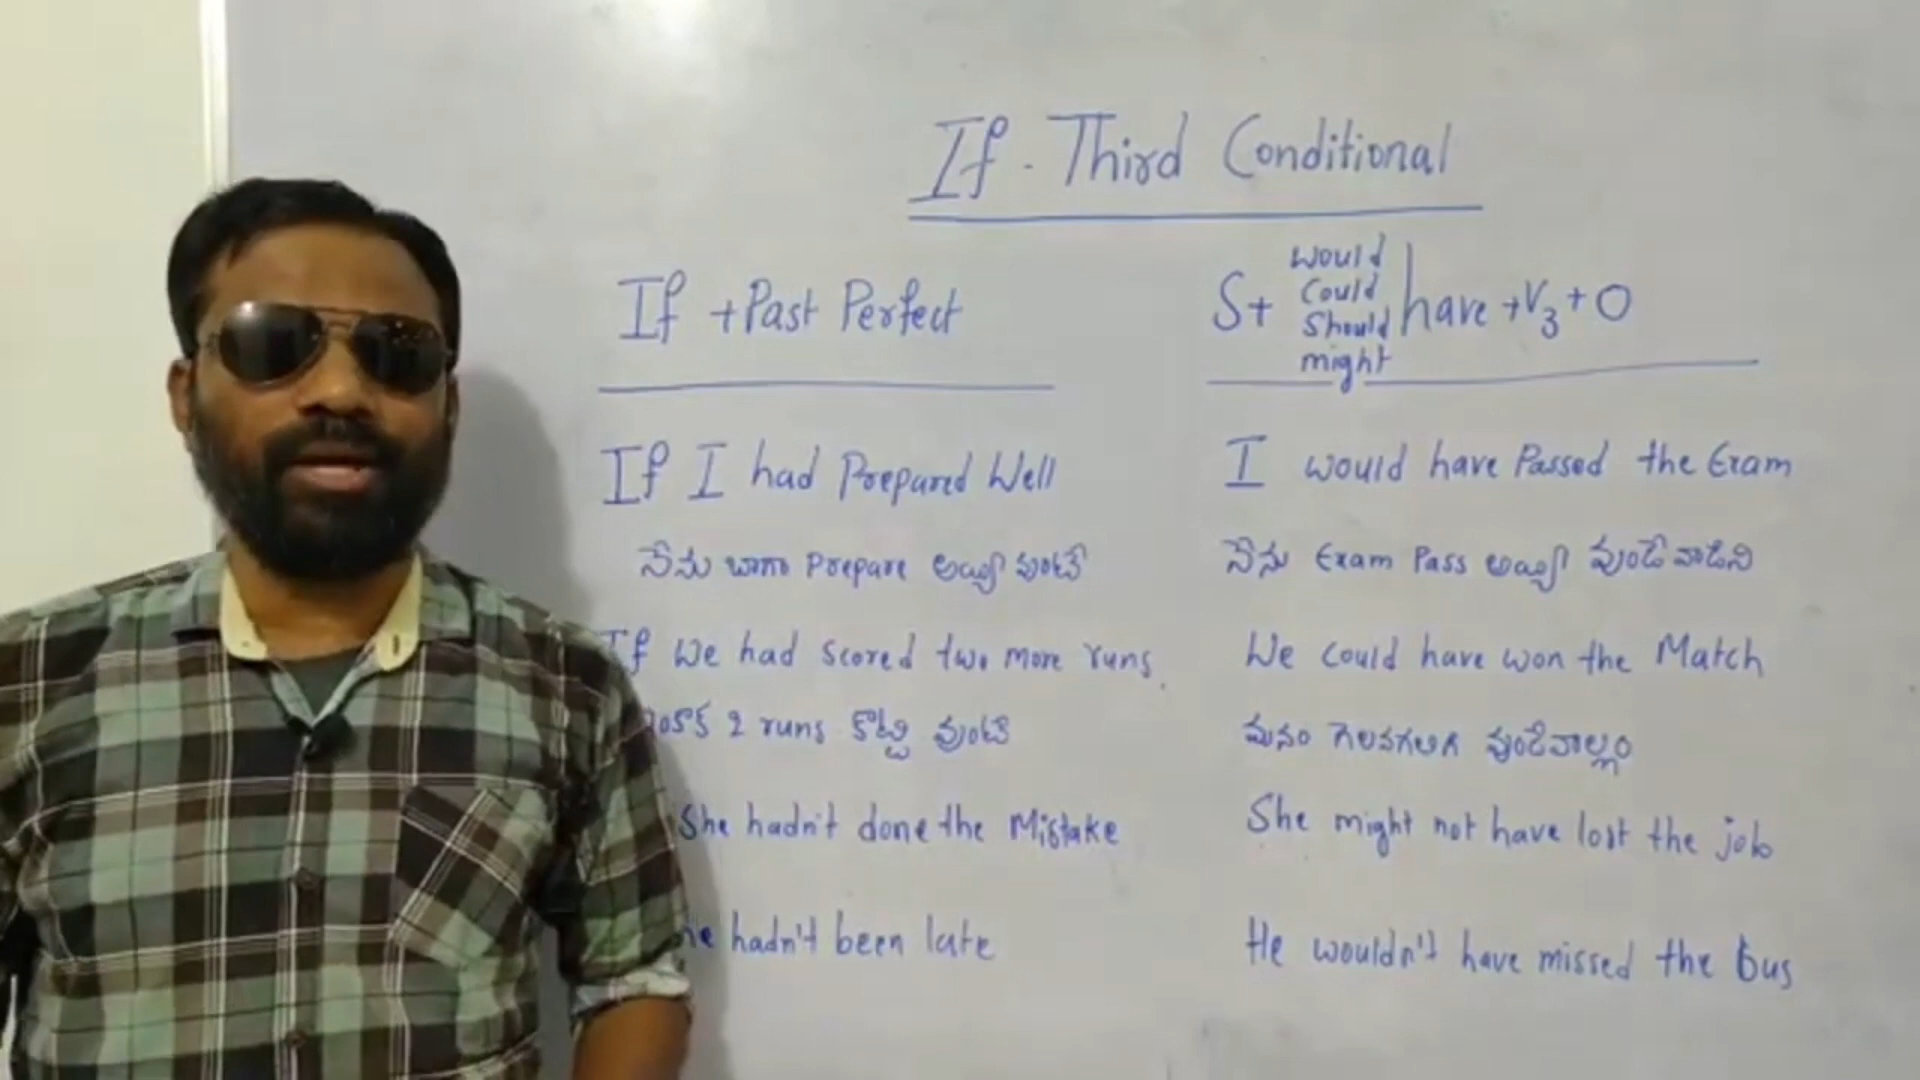 If - Third Conditional
If + Past Perfect
S + would could should might have + V3 + O
If I had Prepared Well
I would have Passed the Exam
నేను బాగా Prepare అయ్యి వుంటే
నేను Exam Pass అయ్యి వుండే వాడిని
If we had scored two more runs
We could have won the Match
2 runs కొట్టి వుంటే
మనం గెలవగలిగి వుండేవాల్లం
She hadn't done the Mistake
She might not have lost the job
he hadn't been late
He wouldn't have missed the bus